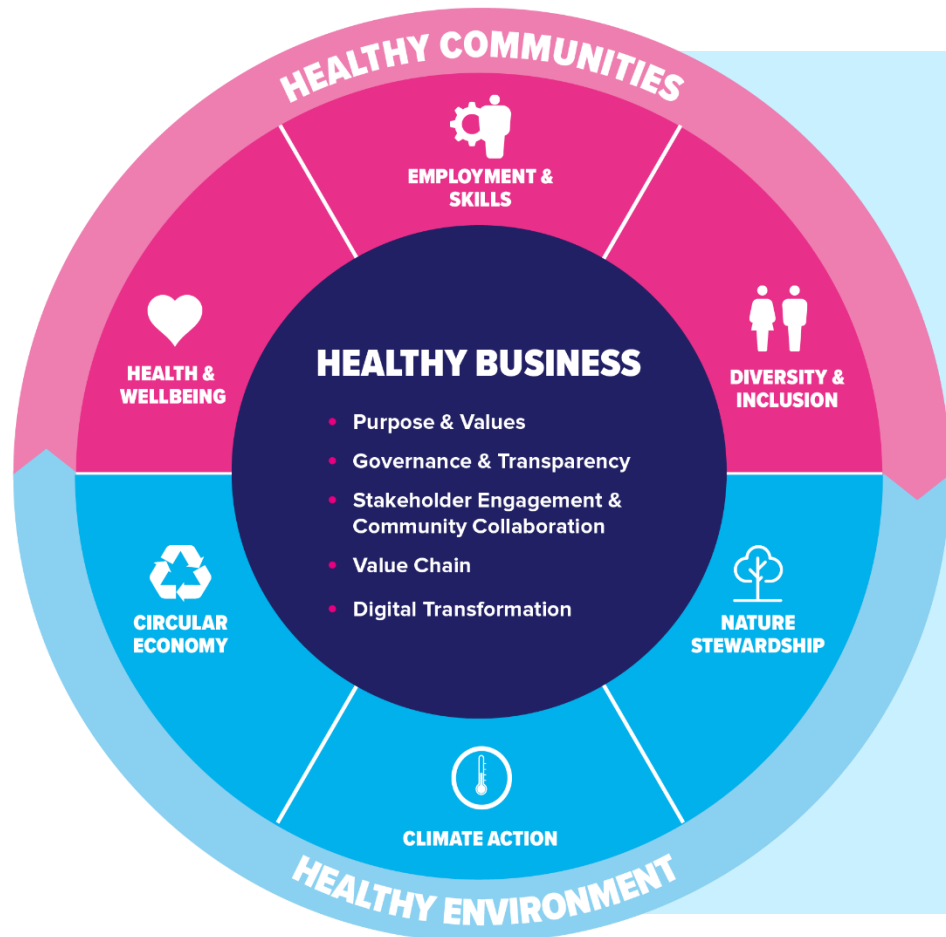 HEALTHY COMMUNITIES
EMPLOYMENT &
SKILLS
HEALTH &
WELLBEING
DIVERSITY &
INCLUSION
HEALTHY BUSINESS
• Purpose & Values
• Governance & Transparency
• Stakeholder Engagement &
Community Collaboration
• Value Chain
• Digital Transformation
CIRCULAR
ECONOMY
NATURE
STEWARDSHIP
CLIMATE ACTION
HEALTHY ENVIRONMENT